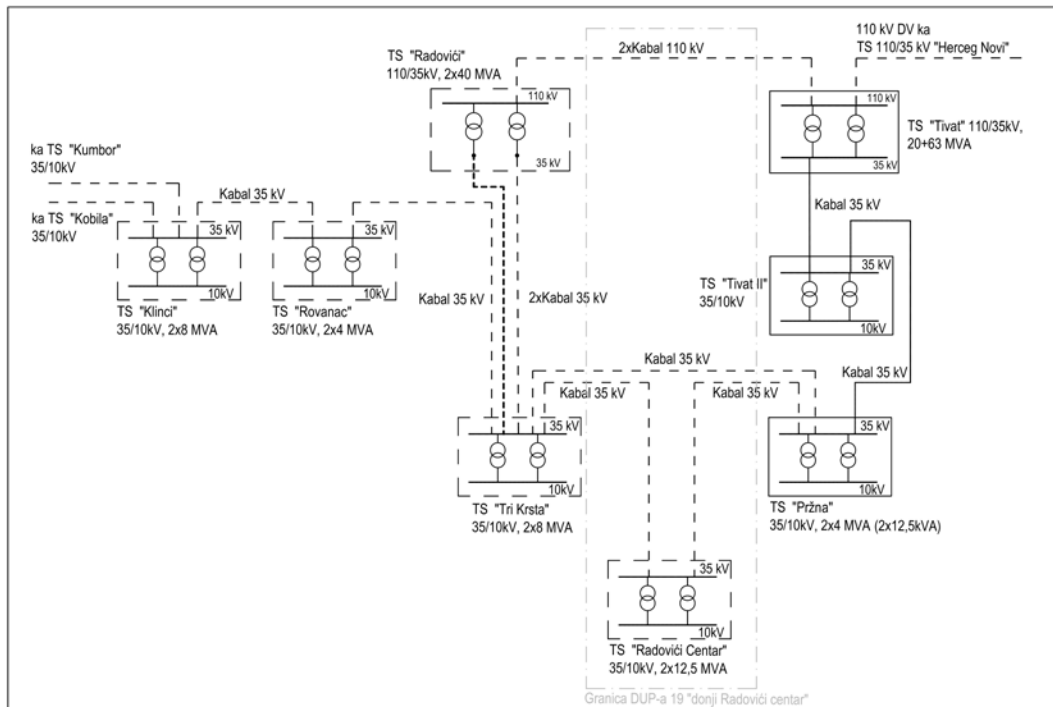 110 kV DV ka
TS 110/35 kV "Herceg Novi"
2xKabal 110 kV
TS "Radovići"
110/35kV, 2x40 MVA
110 kV
35 kV
110 kV
35 kV
TS "Tivat" 110/35kV,
20+63 MVA
ka TS "Kumbor"
35/10kV
ka TS "Kobila"
35/10kV
Kabal 35 kV
35 kV
10kV
TS "Klinci"
35/10kV, 2x8 MVA
35 kV
10kV
TS "Rovanac"
35/10kV, 2x4 MVA
Kabal 35 kV
2xKabal 35 kV
Kabal 35 kV
TS "Tivat II"
35/10kV
35 kV
10kV
Kabal 35 kV
Kabal 35 kV
Kabal 35 kV
Kabal 35 kV
35 kV
10kV
TS "Tri Krsta"
35/10kV, 2x8 MVA
35 kV
10kV
TS "Pržna"
35/10kV, 2x4 MVA (2x12,5kVA)
35 kV
10kV
TS "Radovići Centar"
35/10kV, 2x12,5 MVA
Granica DUP-a 19 "donji Radovići centar"